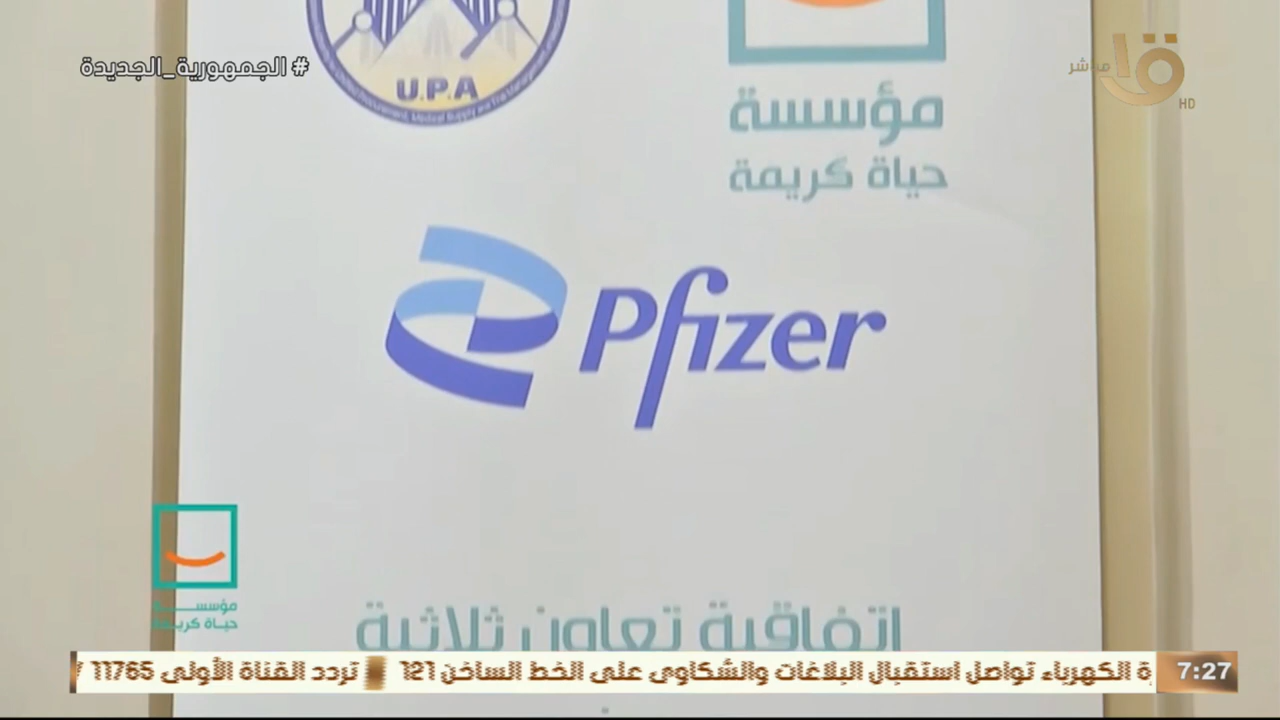 #الجمهورية_الجديدة
مباشر
HD
U.P.A
مؤسسة
حياة كريمة
Pfizer
مؤسسة
حياة كريمة
اتفاقية تعاون ثلاثية
ة الكهرباء تواصل استقبال البلاغات والشكاوى على الخط الساخن 121 تردد القناة الأولى 11765
7:27